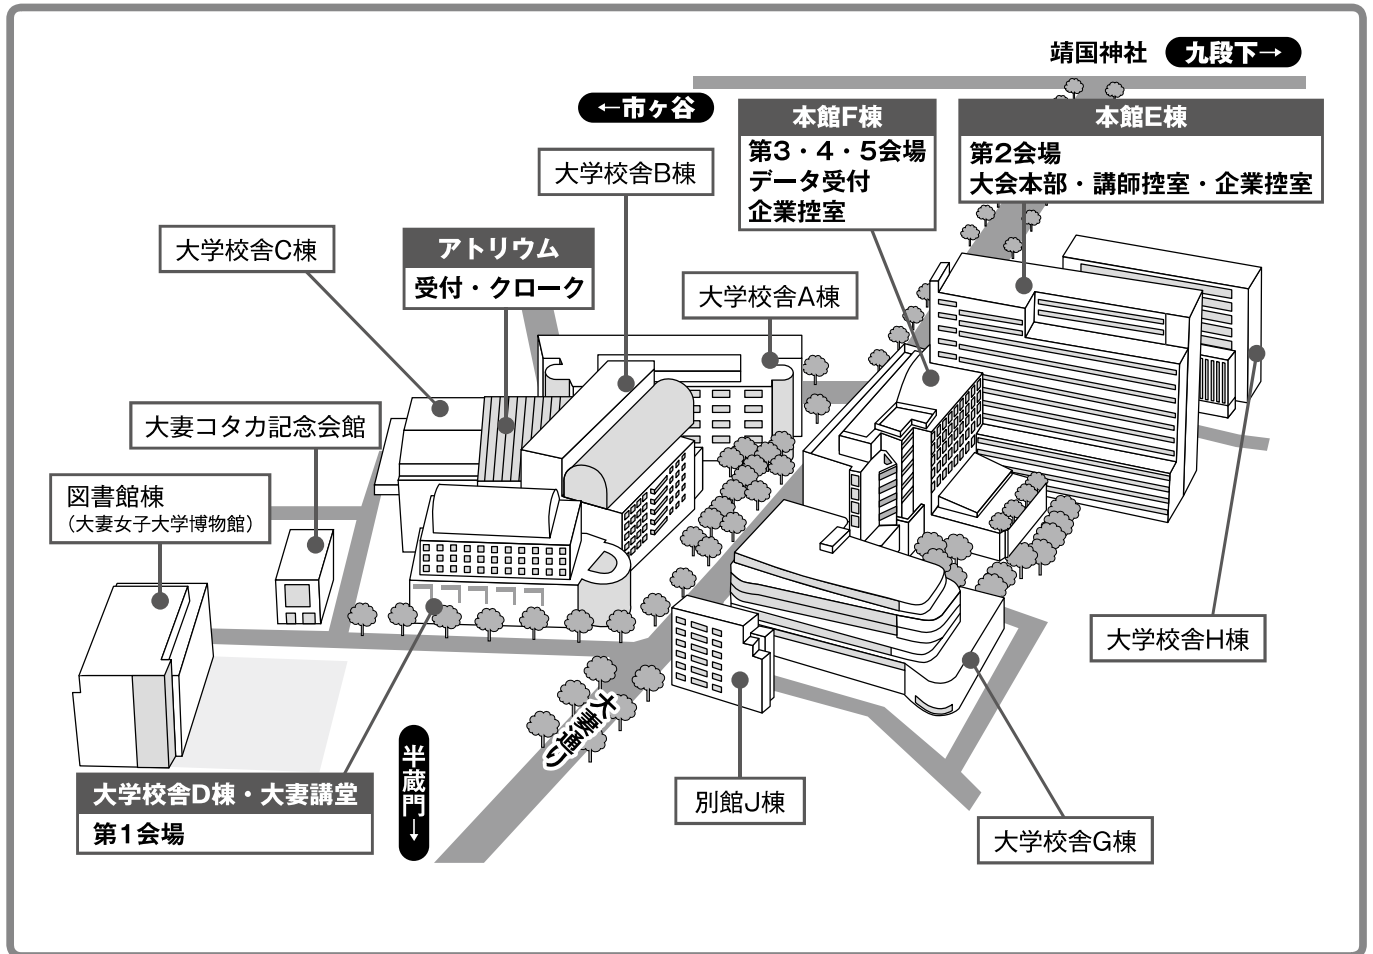 靖国神社
九段下→
←市ヶ谷
本館F棟
第3・4・5会場
データ受付
企業控室
本館E棟
第2会場
大会本部・講師控室・企業控室
大学校舎B棟
大学校舎C棟
アトリウム
受付・クローク
大学校舎A棟
大妻コタカ記念会館
図書館棟
（大妻女子大学博物館）
大学校舎H棟
大妻通り
半蔵門→
大学校舎D棟・大妻講堂
第1会場
別館J棟
大学校舎G棟